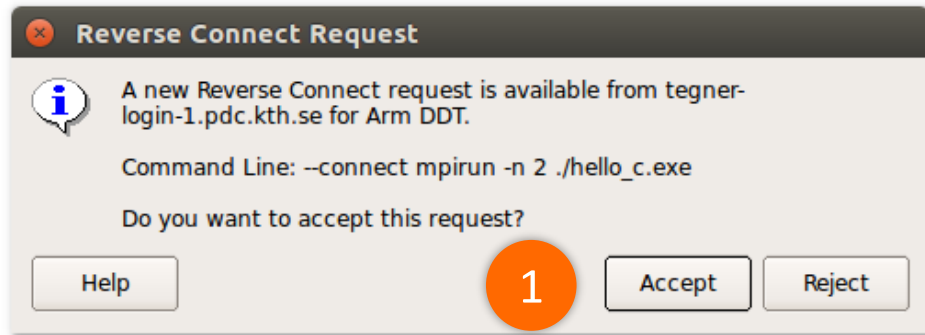 Reverse Connect Request
A new Reverse Connect request is available from tegner-
login-1.pdc.kth.se for Arm DDT.
Command Line: --connect mpirun -n 2 ./hello_c.exe
Do you want to accept this request?
Help
1
Accept
Reject